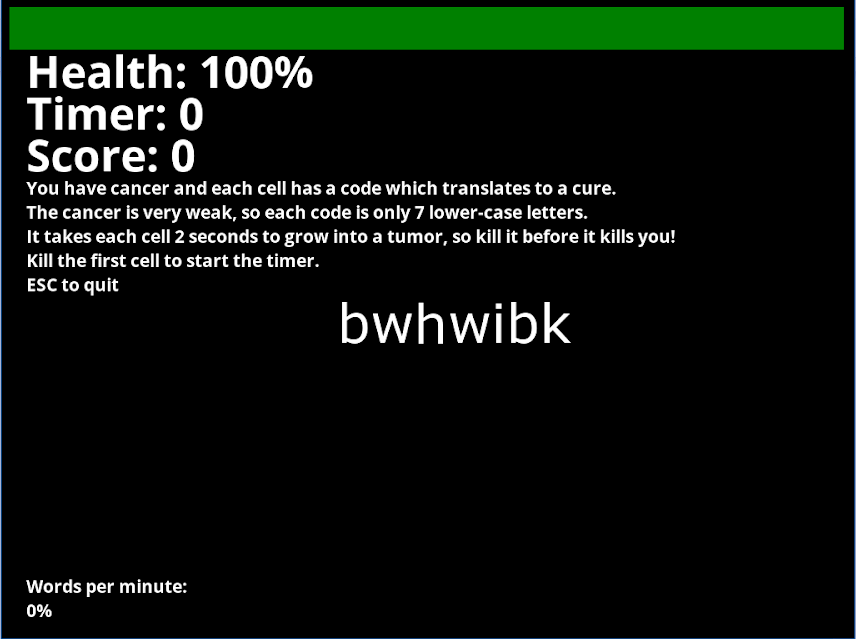 Health: 100%
Timer: 0
Score: 0
You have cancer and each cell has a code which translates to a cure.
The cancer is very weak, so each code is only 7 lower-case letters.
It takes each cell 2 seconds to grow into a tumor, so kill it before it kills you!
Kill the first cell to start the timer.
ESC to quit
bwhwibk
Words per minute:
0%